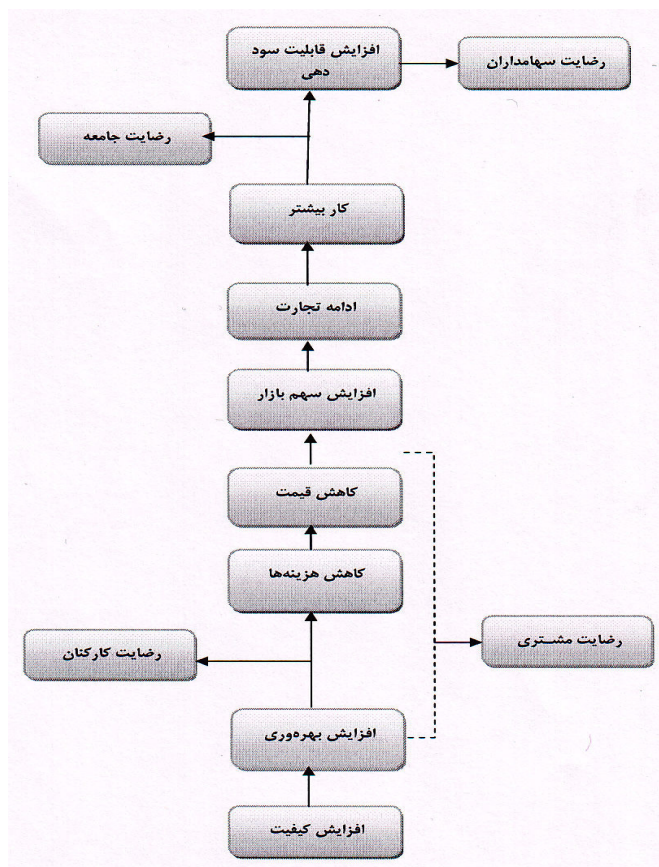 افزایش قابلیت سود
دهی
رضایت سهامداران
رضایت جامعه
کار بیشتر
ادامه تجارت
افزایش سهم بازار
کاهش قیمت
کاهش هزینه‌ها
رضایت مشتری
رضایت کارکنان
افزایش بهره‌وری
افزایش کیفیت